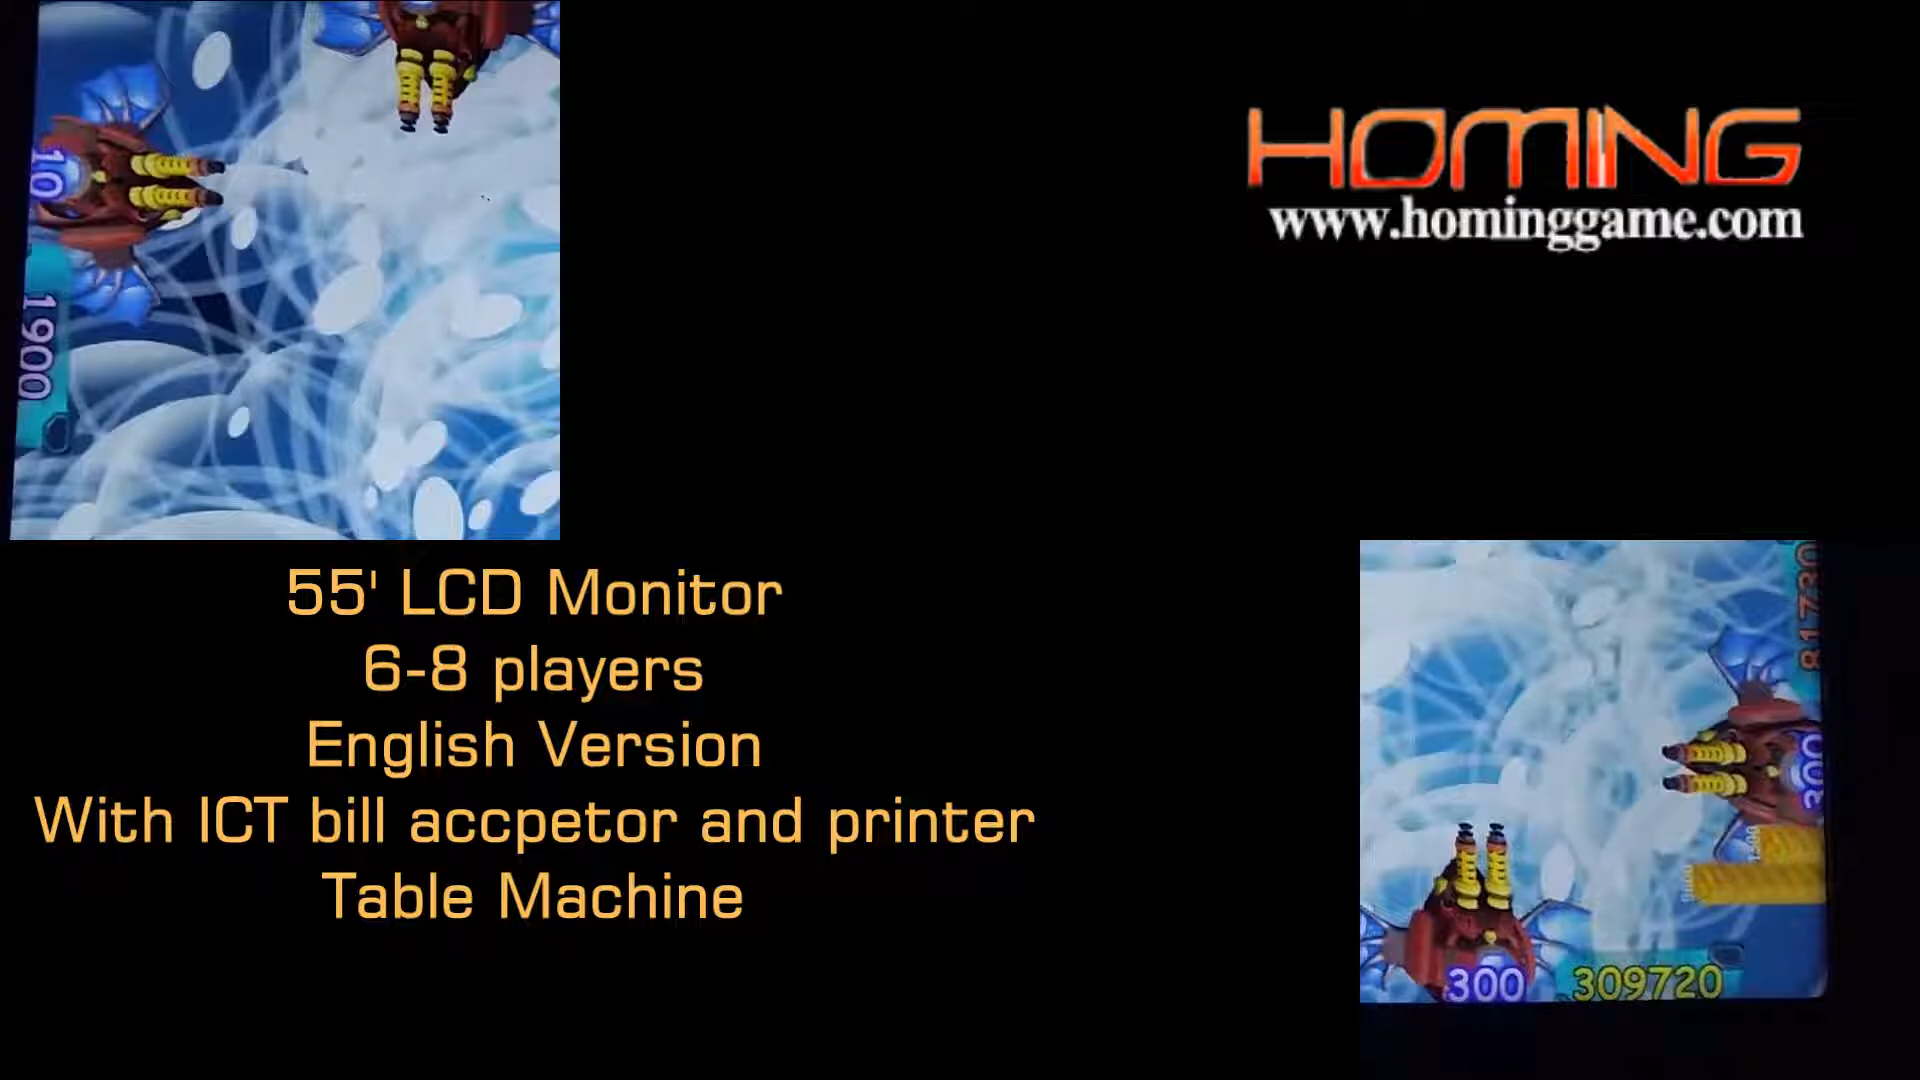 10
1900
HOMING
www.hominggame.com
55' LCD Monitor
6-8 players
English Version
With ICT bill accpetor and printer
Table Machine
81730
300
300
309720